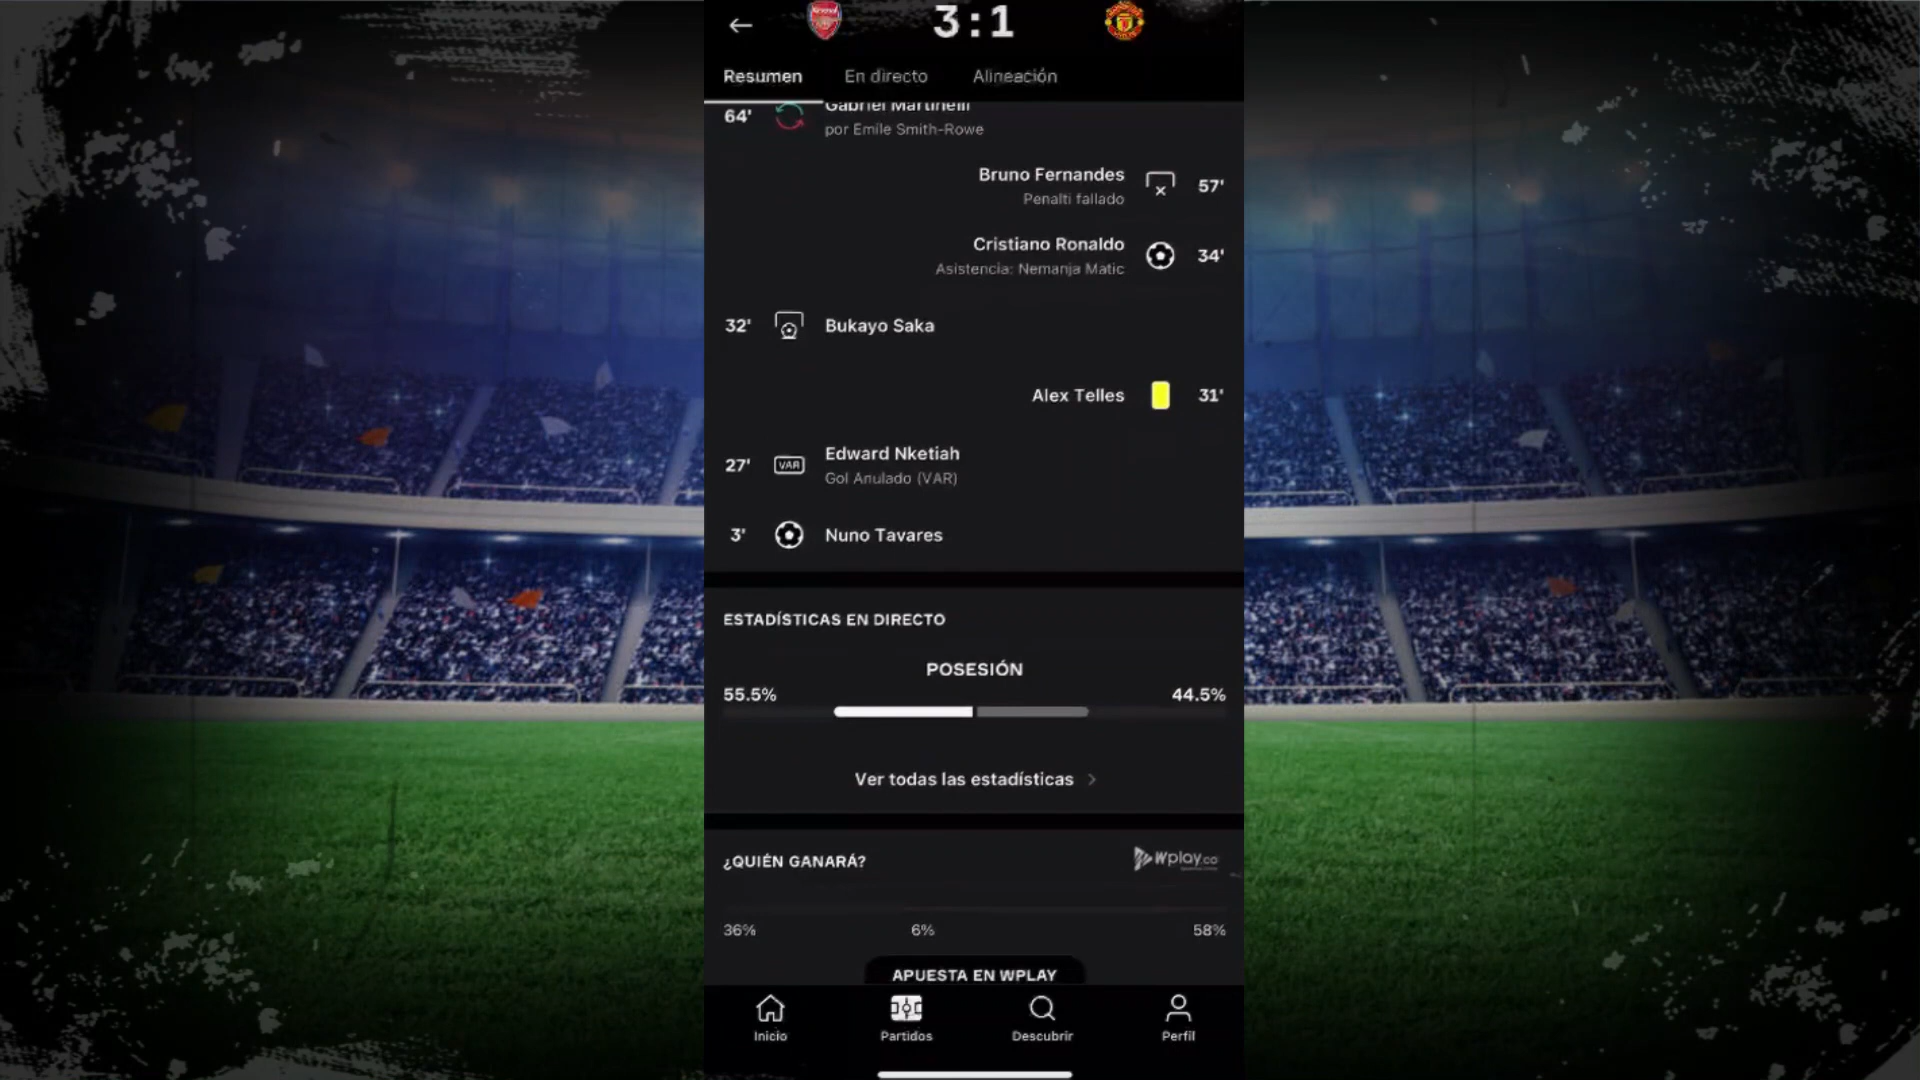 Arsenal
3:1
Resumen En directo Alineación
64' Gabriel Martinelli
por Emile Smith-Rowe
Bruno Fernandes 57'
Penalti fallado
Cristiano Ronaldo 34'
Asistencia: Nemanja Matic
32' Bukayo Saka
Alex Telles 31'
27' VAR Edward Nketiah
Gol Anulado (VAR)
3' Nuno Tavares
ESTADÍSTICAS EN DIRECTO
POSESIÓN
55.5% 44.5%
Ver todas las estadísticas
¿QUIÉN GANARÁ? Wplay.co
36% 6% 58%
APUESTA EN WPLAY
Inicio Partidos Descubrir Perfil